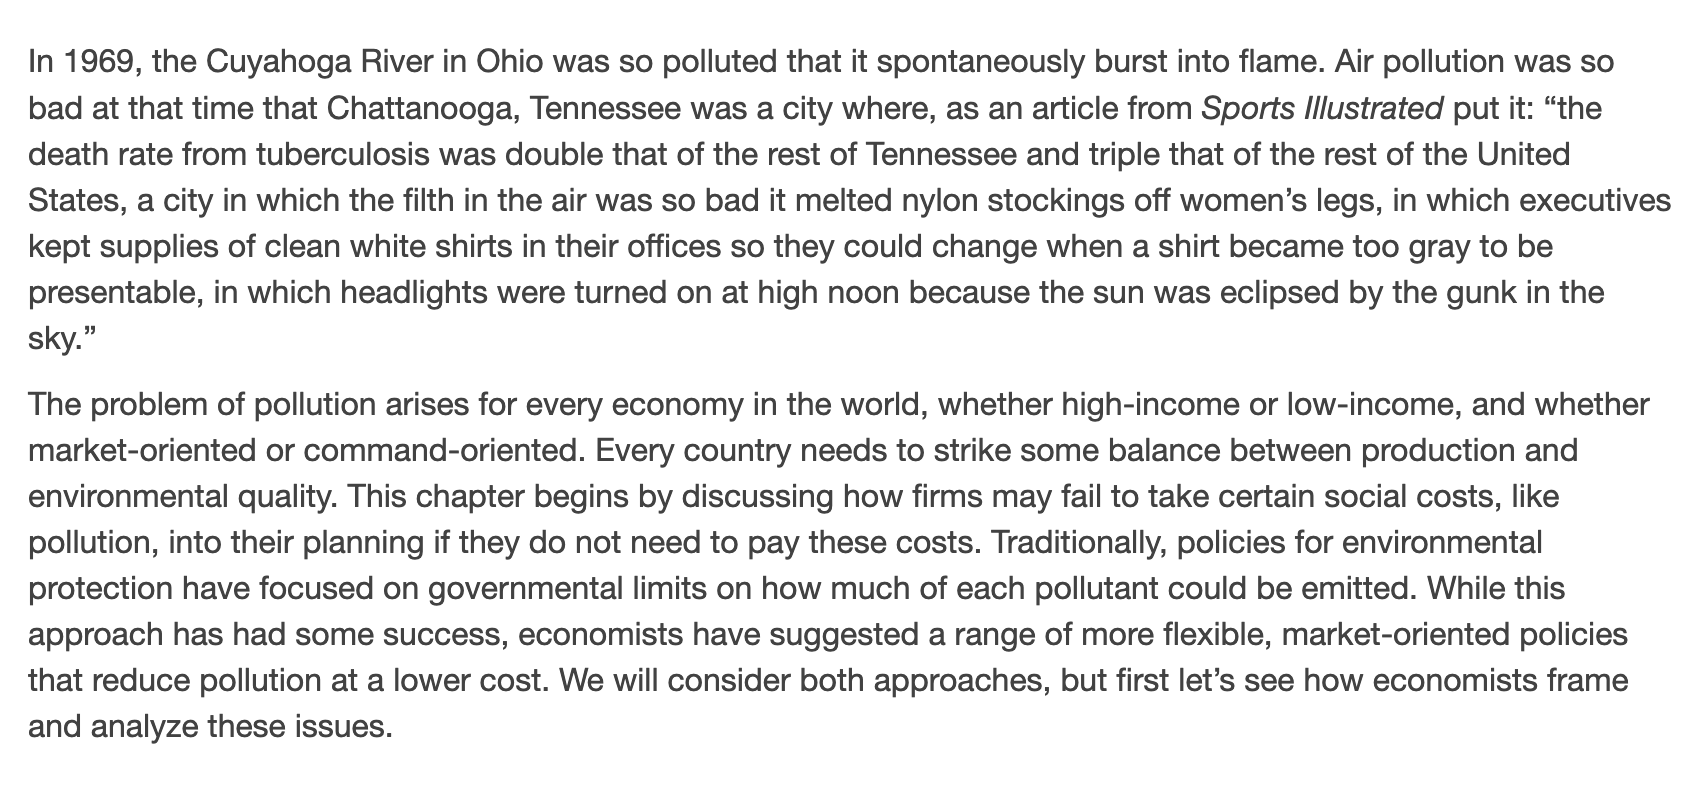 In 1969, the Cuyahoga River in Ohio was so polluted that it spontaneously burst into flame. Air pollution was so
bad at that time that Chattanooga, Tennessee was a city where, as an article from Sports Illustrated put it: “the
death rate from tuberculosis was double that of the rest of Tennessee and triple that of the rest of the United
States, a city in which the filth in the air was so bad it melted nylon stockings off women’s legs, in which executives
kept supplies of clean white shirts in their offices so they could change when a shirt became too gray to be
presentable, in which headlights were turned on at high noon because the sun was eclipsed by the gunk in the
sky.”
The problem of pollution arises for every economy in the world, whether high-income or low-income, and whether
market-oriented or command-oriented. Every country needs to strike some balance between production and
environmental quality. This chapter begins by discussing how firms may fail to take certain social costs, like
pollution, into their planning if they do not need to pay these costs. Traditionally, policies for environmental
protection have focused on governmental limits on how much of each pollutant could be emitted. While this
approach has had some success, economists have suggested a range of more flexible, market-oriented policies
that reduce pollution at a lower cost. We will consider both approaches, but first let’s see how economists frame
and analyze these issues.